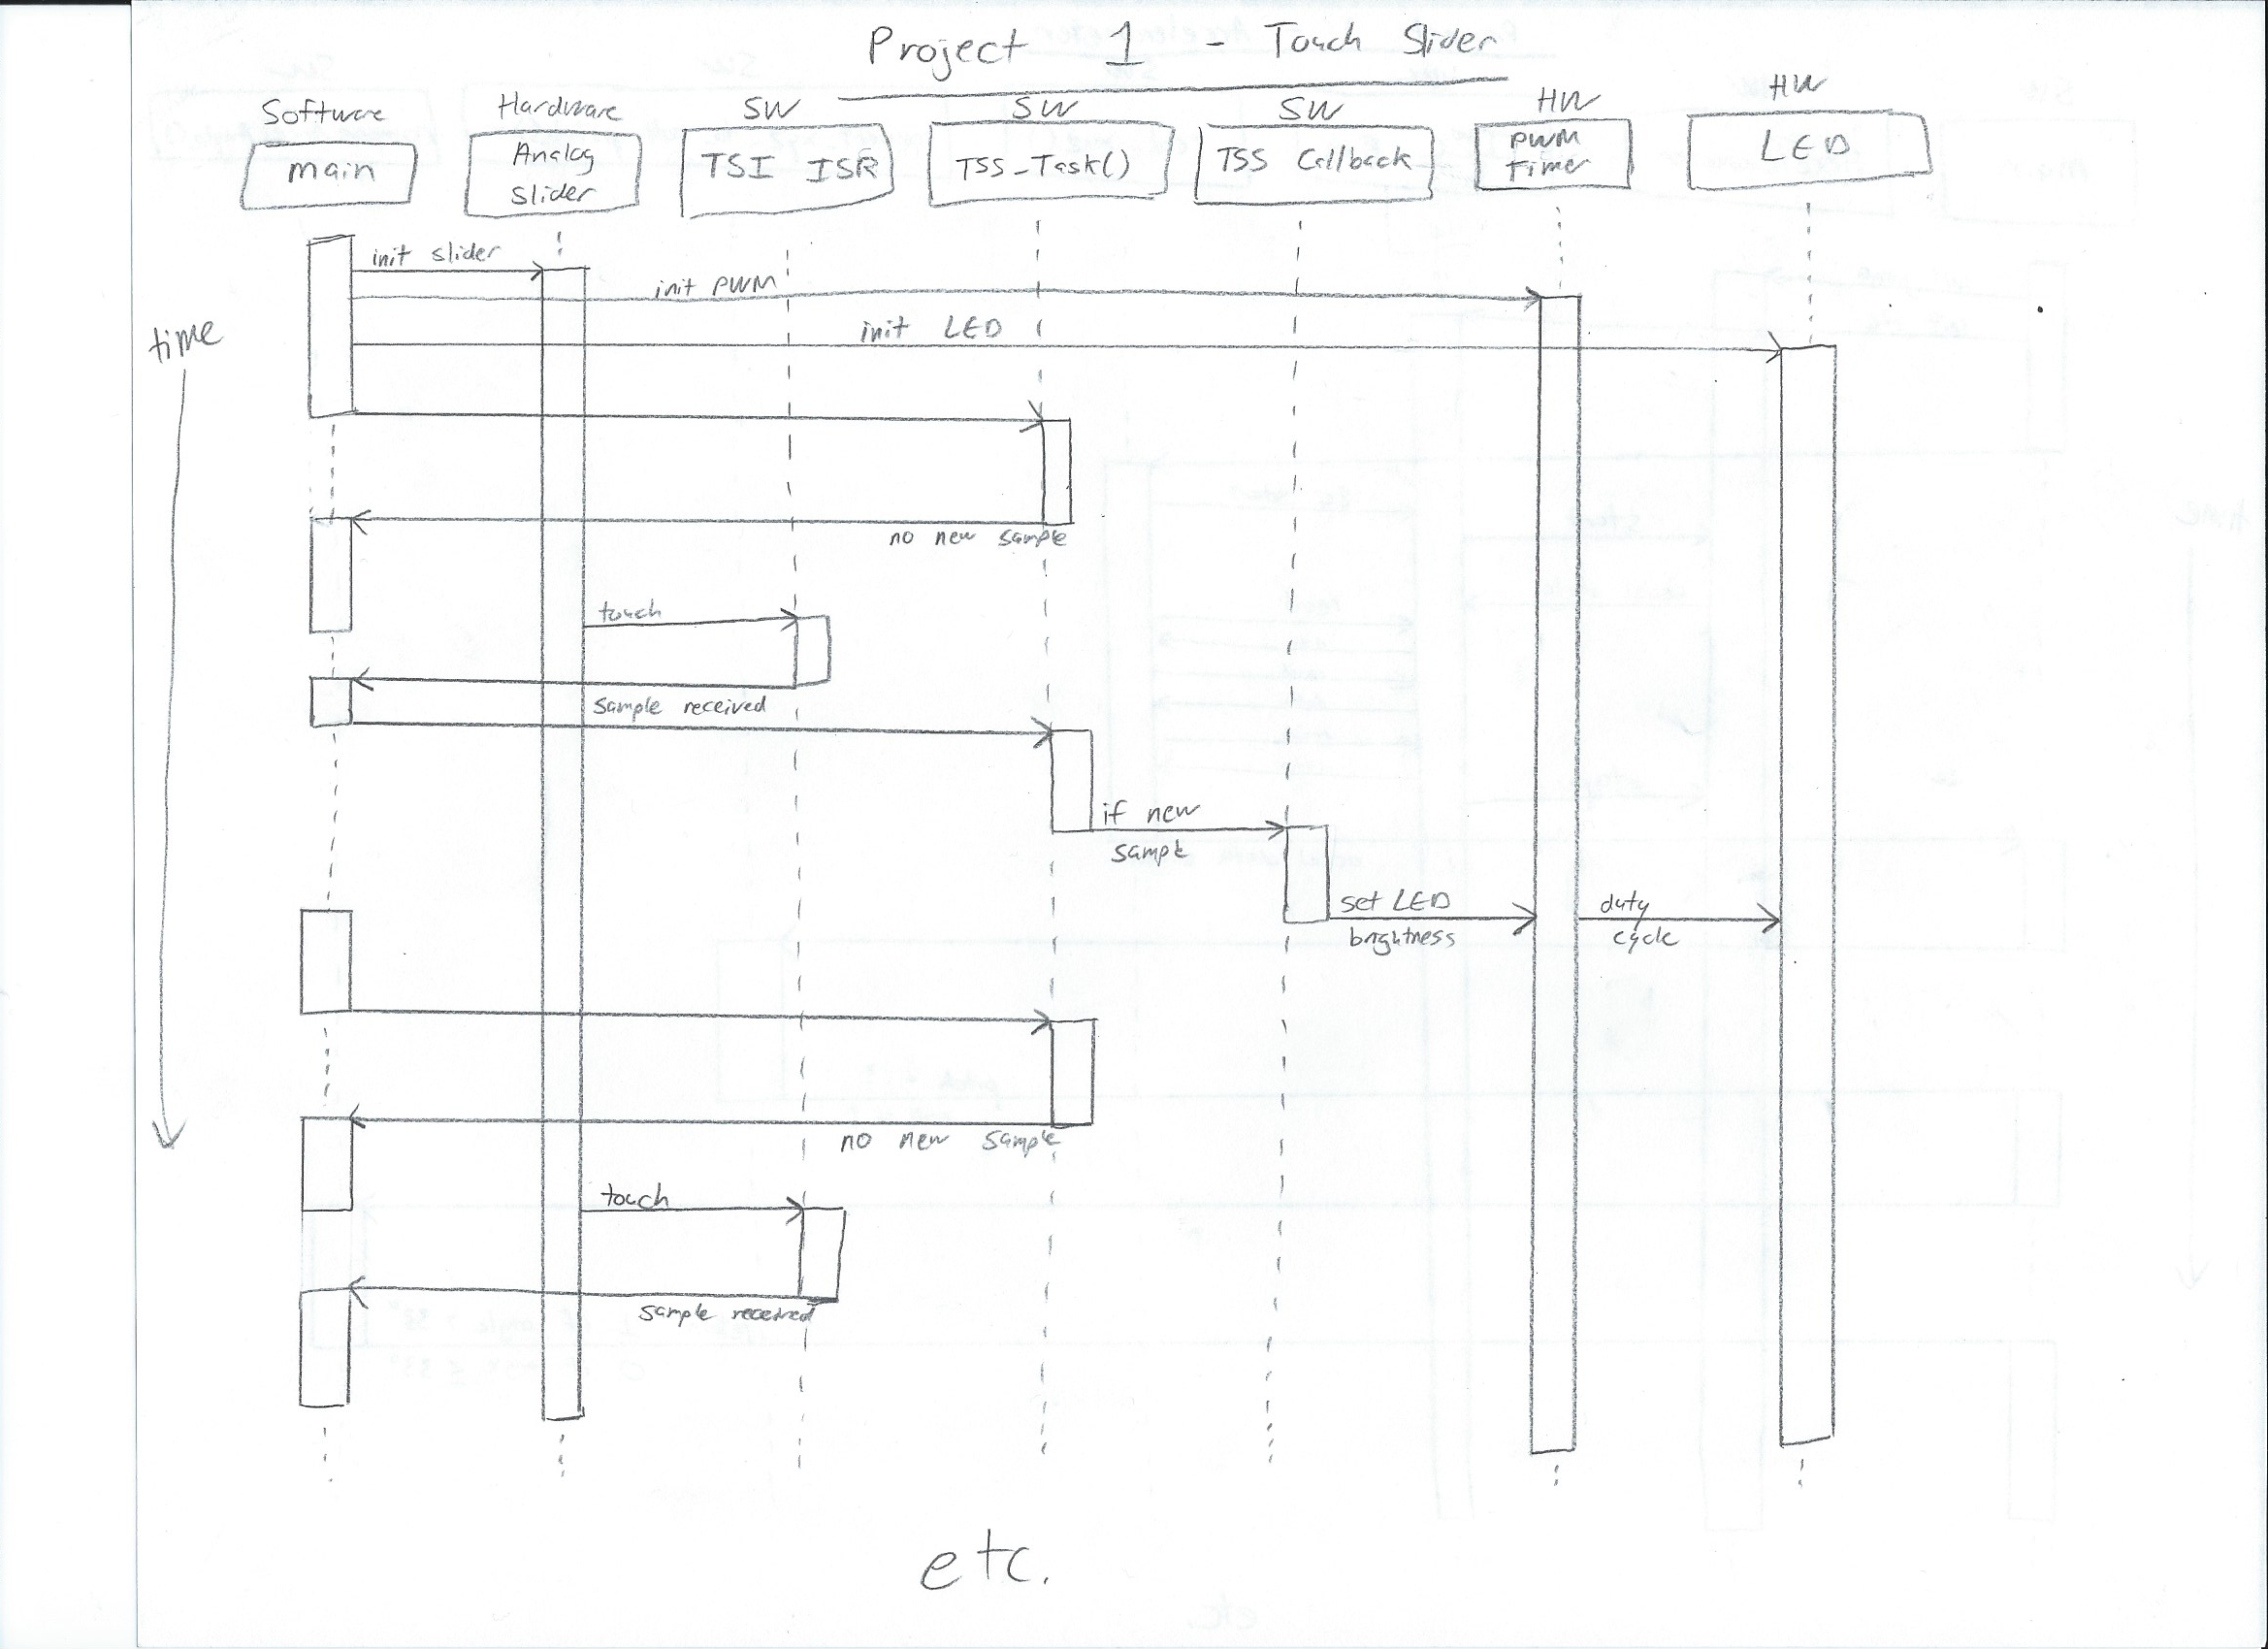 Project 1 - Touch Slider
Software
Hardware
SW
SW
SW
HW
HW
main
Analog
Slider
TSI ISR
TSS_Task()
TSS Callback
PWM
Timer
LED
init slider
init PWM
init LED
time
no new sample
touch
sample received
if new
sample
set LED
brightness
duty
cycle
no new sample
touch
sample received
etc.